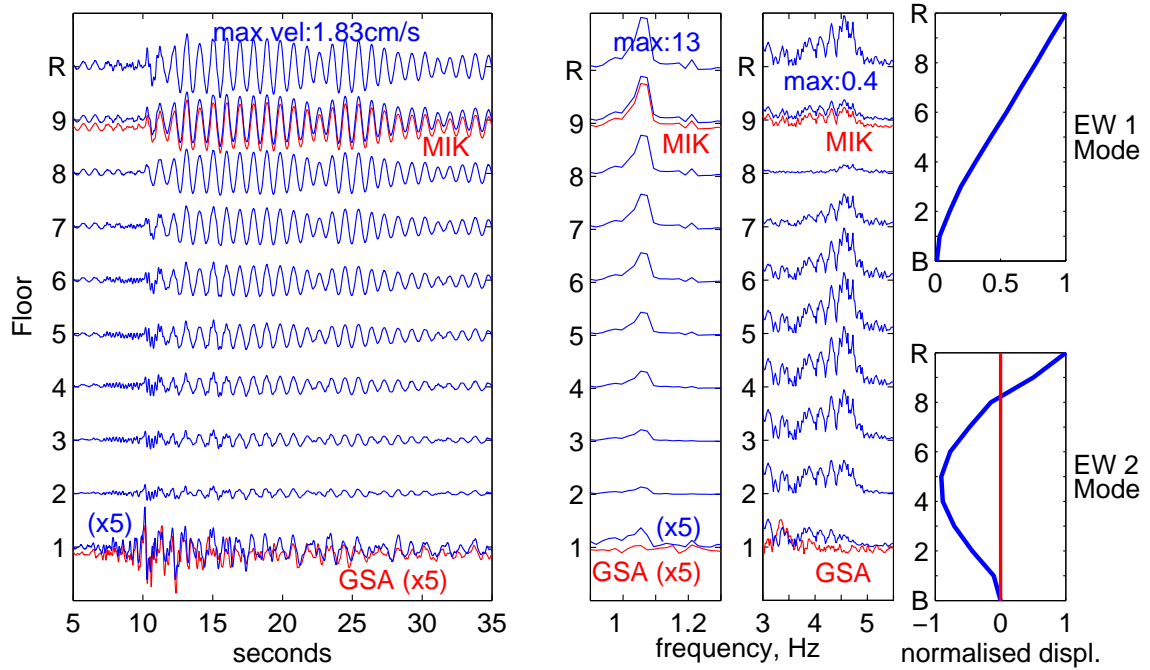 max vel:1.83cm/s
R
9
8
7
6
5
4
3
2
1
Floor
MIK
(x5)
GSA (x5)
5 10 15 20 25 30 35
seconds
max:13
R
9
8
7
6
5
4
3
2
1
MIK
(x5)
GSA (x5)
1 1.2
max:0.4
R
9
8
7
6
5
4
3
2
1
MIK
GSA
3 4 5
frequency, Hz
R
8
6
4
2
B
0 0.5 1
EW 1
Mode
R
8
6
4
2
B
−1 0 1
EW 2
Mode
normalised displ.